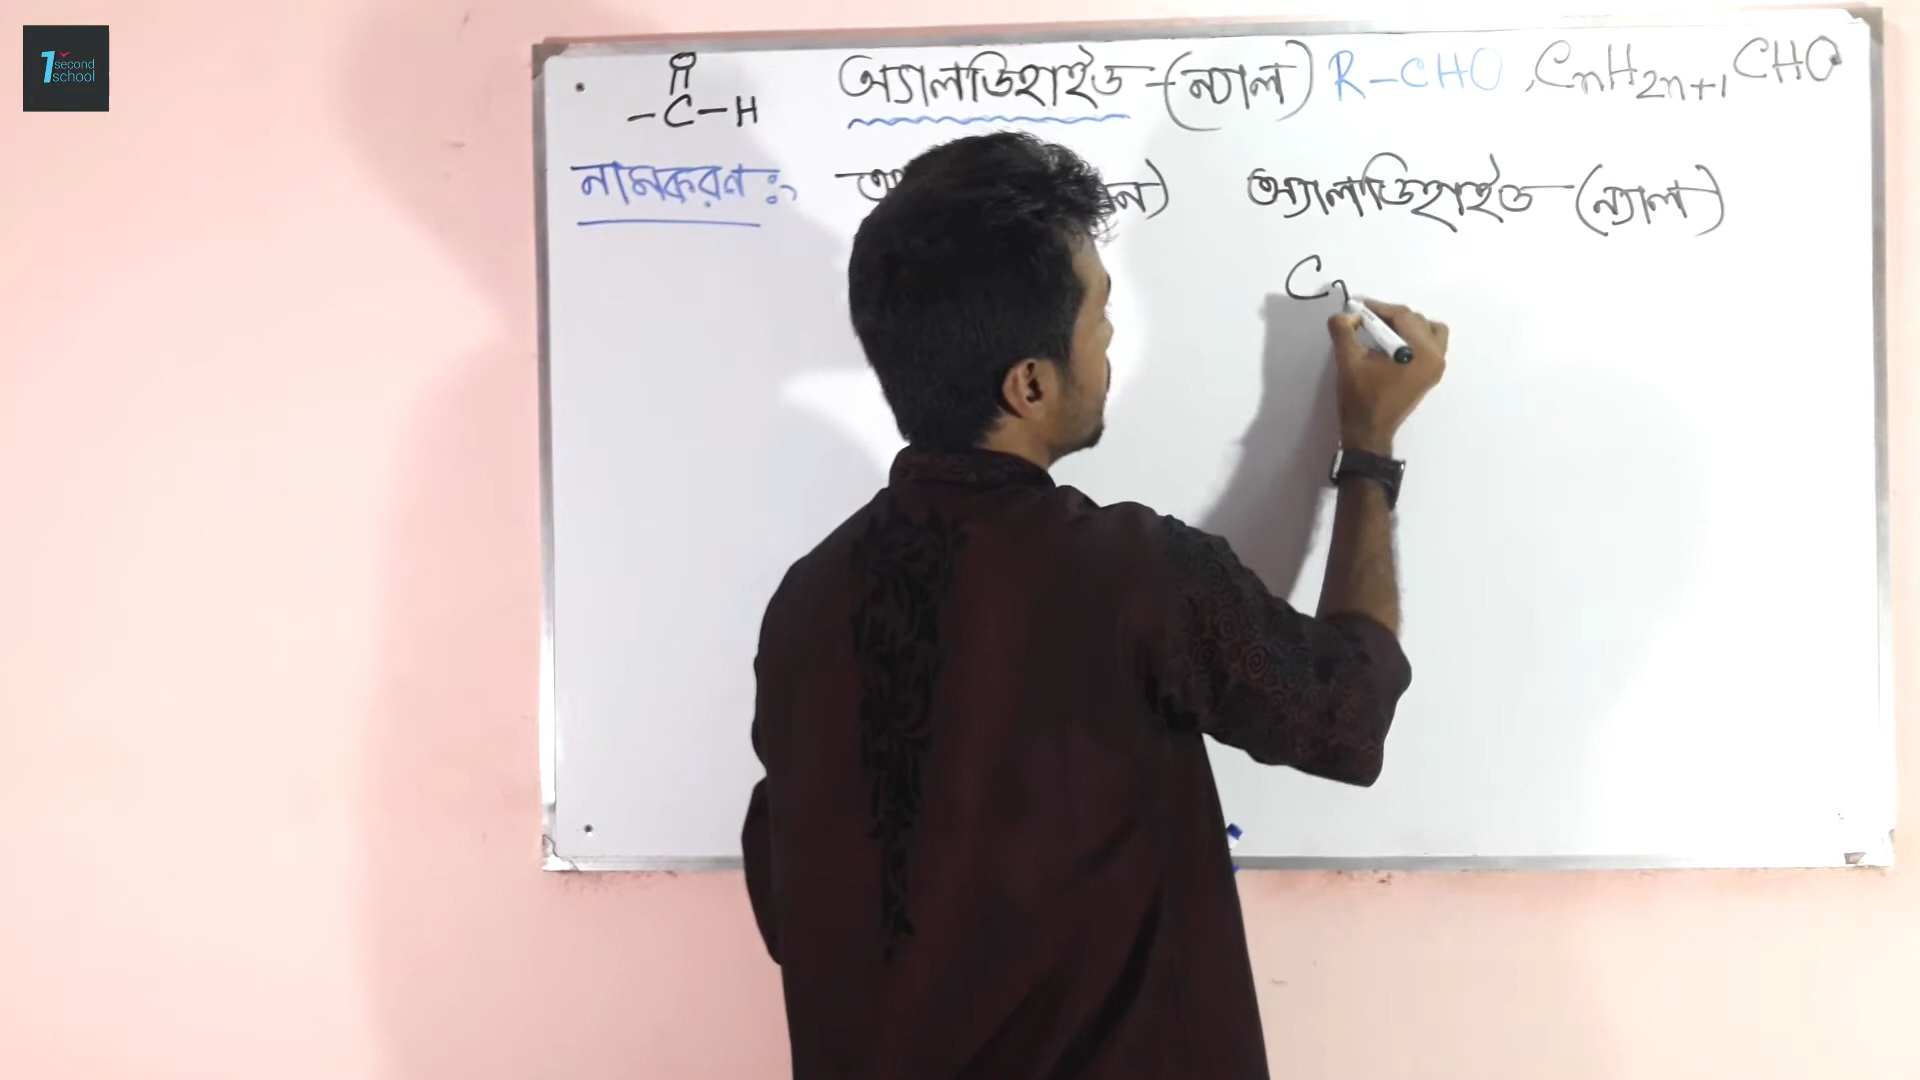 1 second school
O
‖
-C-H
অ্যালডিহাইড -(ন্যাল) R-CHO , CnH2n+1 CHO
নামকরণ :, অ্যালডিহাইড -(ন্যাল)
C